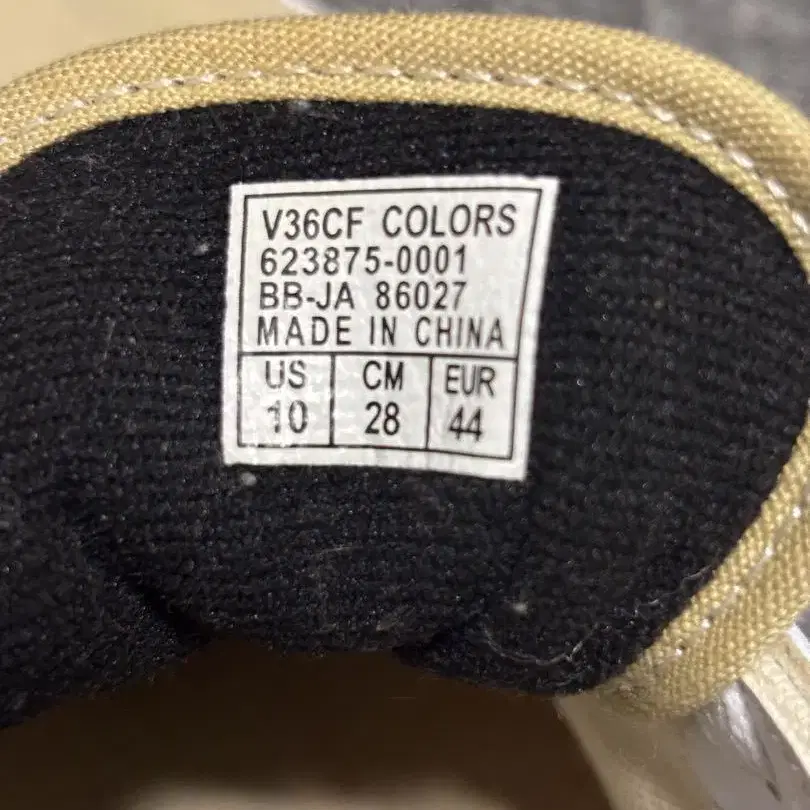 V36CF COLORS
623875-0001
BB-JA 86027
MADE IN CHINA
US CM EUR
10 28 44